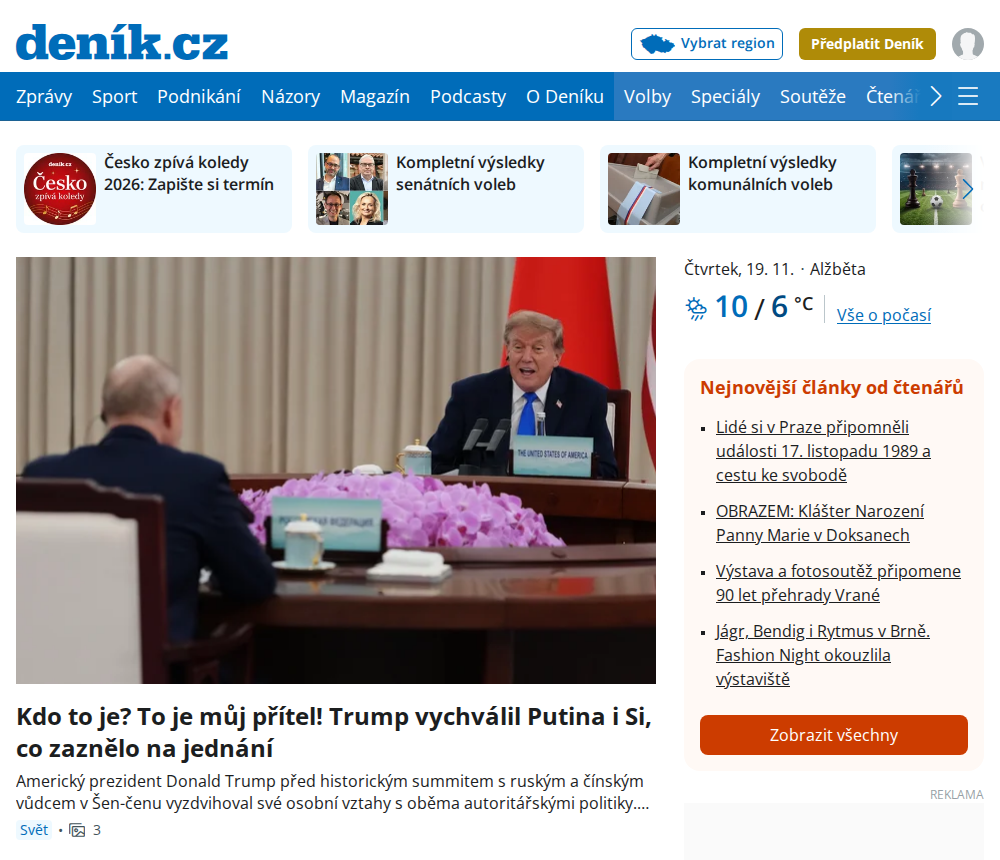 deník.cz
Vybrat region
Předplatit Deník
Zprávy Sport Podnikání Názory Magazín Podcasty O Deníku Volby Speciály Soutěže
deník.cz
Česko
zpívá koledy
Česko zpívá koledy
2026: Zapište si termín
Kompletní výsledky
senátních voleb
Kompletní výsledky
komunálních voleb
Čtvrtek, 19. 11. · Alžběta
10 / 6 °C
Vše o počasí
THE UNITED STATES OF AMERICA
Kdo to je? To je můj přítel! Trump vychválil Putina i Si,
co zaznělo na jednání
Americký prezident Donald Trump před historickým summitem s ruským a čínským
vůdcem v Šen-čenu vyzdvihoval své osobní vztahy s oběma autoritářskými politiky....
Svět • 3
Nejnovější články od čtenářů
Lidé si v Praze připomněli
události 17. listopadu 1989 a
cestu ke svobodě
OBRAZEM: Klášter Narození
Panny Marie v Doksanech
Výstava a fotosoutěž připomene
90 let přehrady Vrané
Jágr, Bendig i Rytmus v Brně.
Fashion Night okouzlila
výstaviště
Zobrazit všechny
REKLAMA